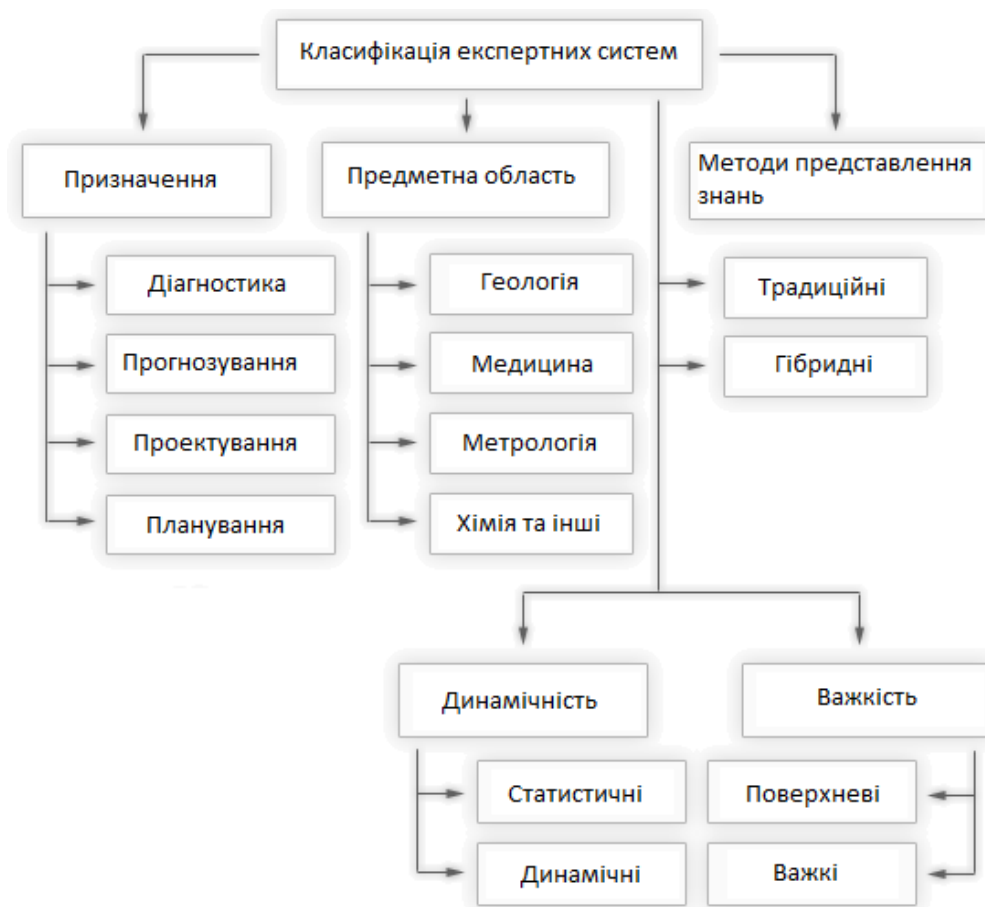 Класифікація експертних систем
Призначення
Предметна область
Методи представлення
знань
Діагностика
Прогнозування
Проектування
Планування
Геологія
Медицина
Метрологія
Хімія та інші
Традиційні
Гібридні
Динамічність
Важкість
Статистичні
Динамічні
Поверхневі
Важкі